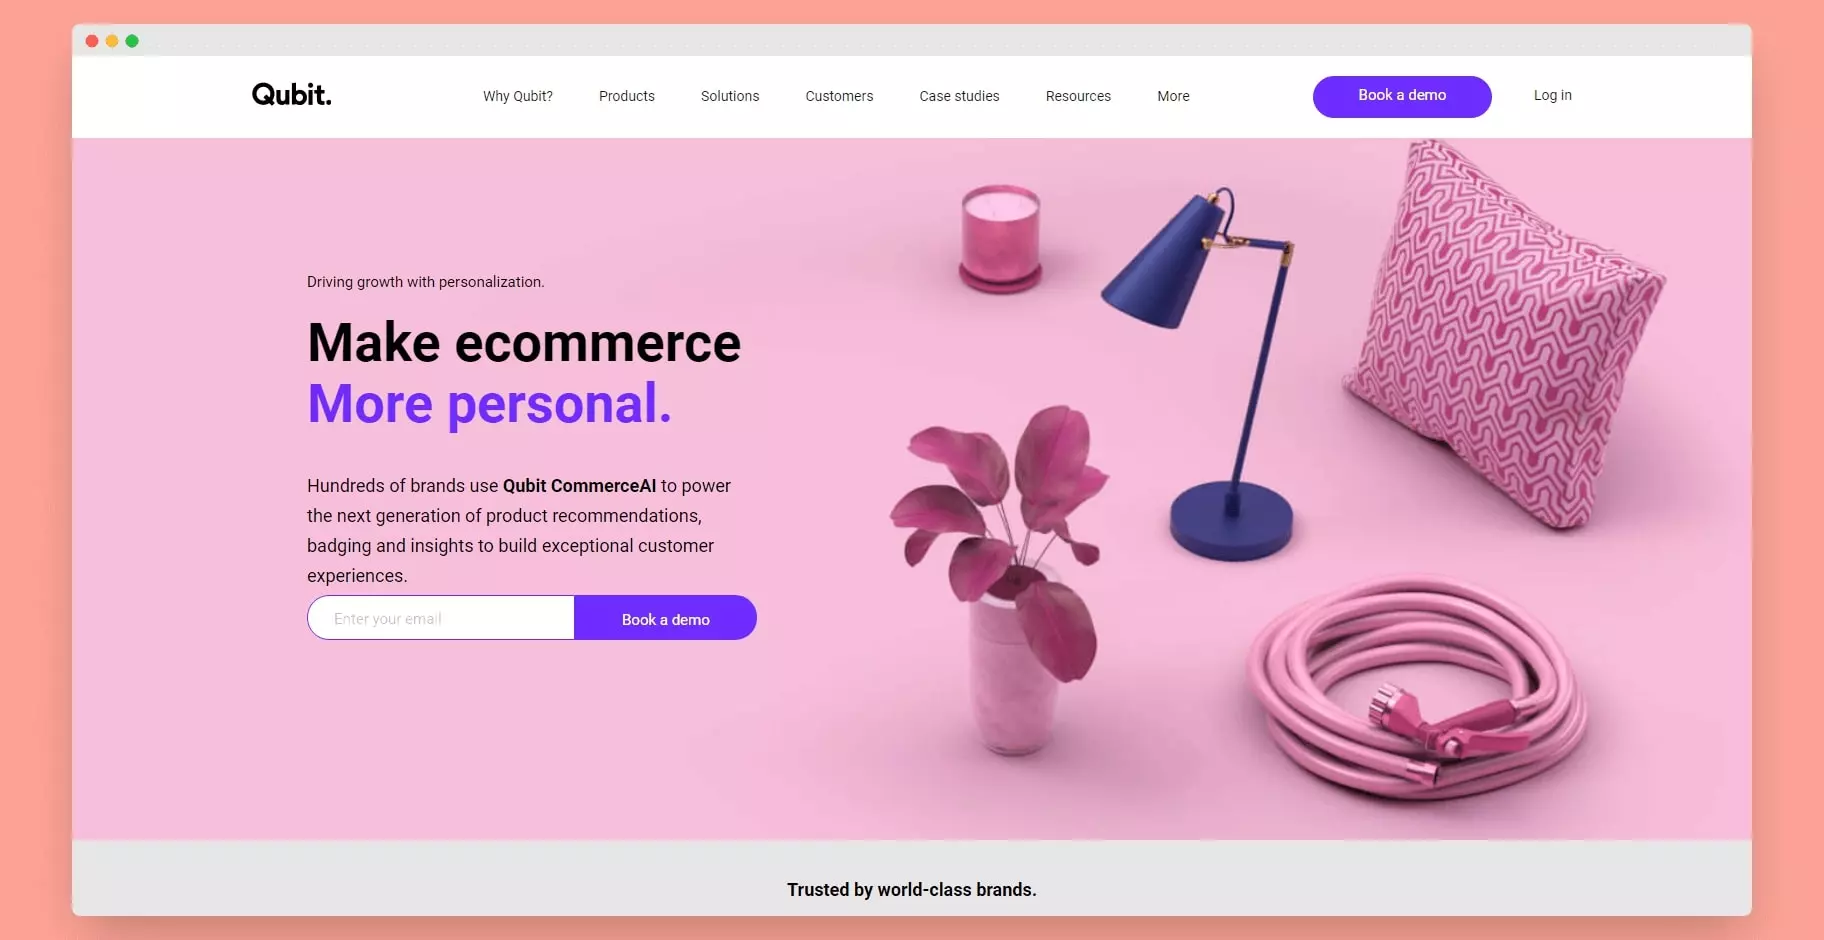 Qubit.
Why Qubit?
Products
Solutions
Customers
Case studies
Resources
More
Book a demo
Log in
Driving growth with personalization.
Make ecommerce
More personal.
Hundreds of brands use Qubit CommerceAI to power
the next generation of product recommendations,
badging and insights to build exceptional customer
experiences.
Enter your email
Book a demo
Trusted by world-class brands.